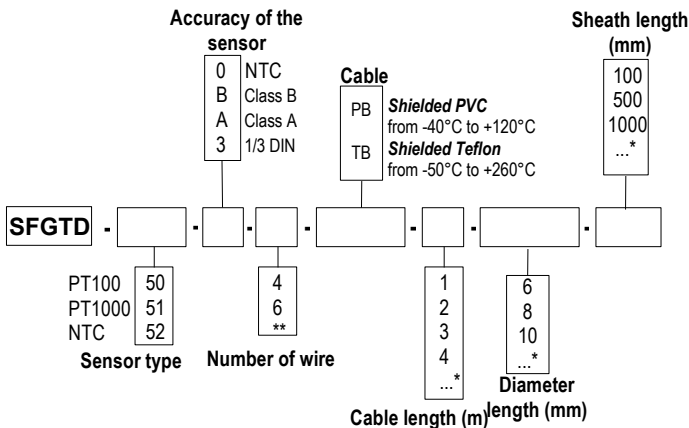 Accuracy of the
sensor
0 NTC
B Class B
A Class A
3 1/3 DIN
Cable
PB Shielded PVC
from -40°C to +120°C
TB Shielded Teflon
from -50°C to +260°C
Sheath length
(mm)
100
500
1000
...*
SFGTD - - - - - - -
PT100 50
PT1000 51
NTC 52
Sensor type
4
6
**
Number of wire
1
2
3
4
...*
Cable length (m)
6
8
10
...*
Diameter
length (mm)